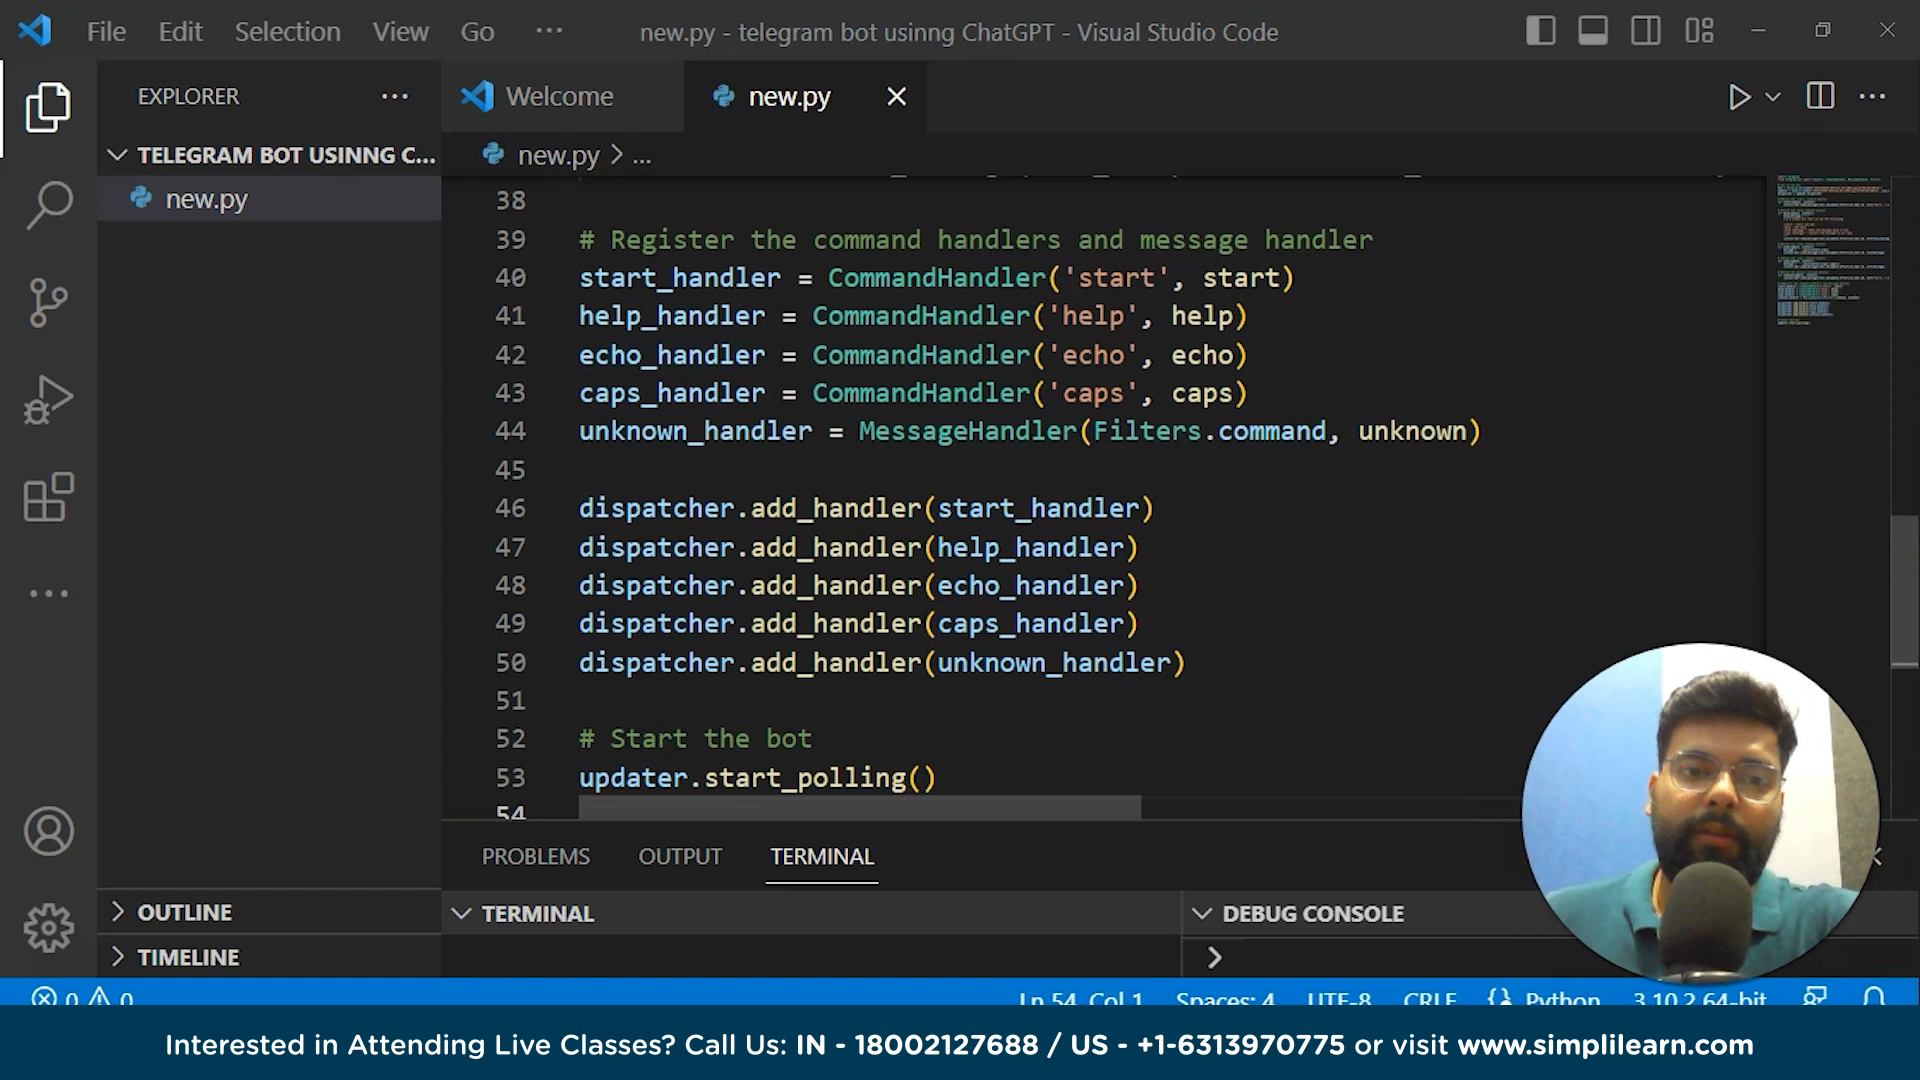 File Edit Selection View Go ··· new.py - telegram bot usinng ChatGPT - Visual Studio Code
EXPLORER
Welcome
new.py
TELEGRAM BOT USINNG C...
new.py
new.py > ...
38
39 # Register the command handlers and message handler
40 start_handler = CommandHandler('start', start)
41 help_handler = CommandHandler('help', help)
42 echo_handler = CommandHandler('echo', echo)
43 caps_handler = CommandHandler('caps', caps)
44 unknown_handler = MessageHandler(Filters.command, unknown)
45
46 dispatcher.add_handler(start_handler)
47 dispatcher.add_handler(help_handler)
48 dispatcher.add_handler(echo_handler)
49 dispatcher.add_handler(caps_handler)
50 dispatcher.add_handler(unknown_handler)
51
52 # Start the bot
53 updater.start_polling()
54
PROBLEMS OUTPUT TERMINAL
TERMINAL
DEBUG CONSOLE
>
OUTLINE
TIMELINE
0 0 Ln 54, Col 1 Spaces: 4 UTF-8 CRLF Python 3.10.2 64-bit
Interested in Attending Live Classes? Call Us: IN - 18002127688 / US - +1-6313970775 or visit www.simplilearn.com